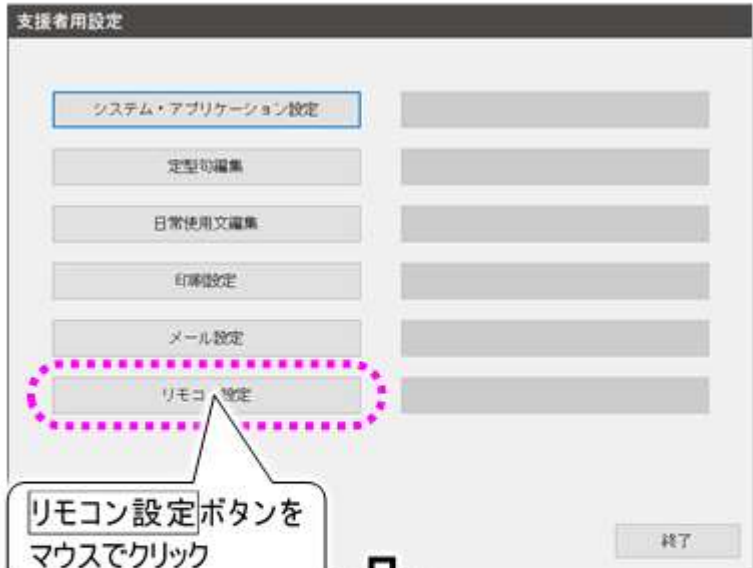 支援者用設定
システム・アプリケーション設定
定型句編集
日常使用文編集
印刷設定
メール設定
リモコン設定
リモコン設定ボタンを
マウスでクリック
終了